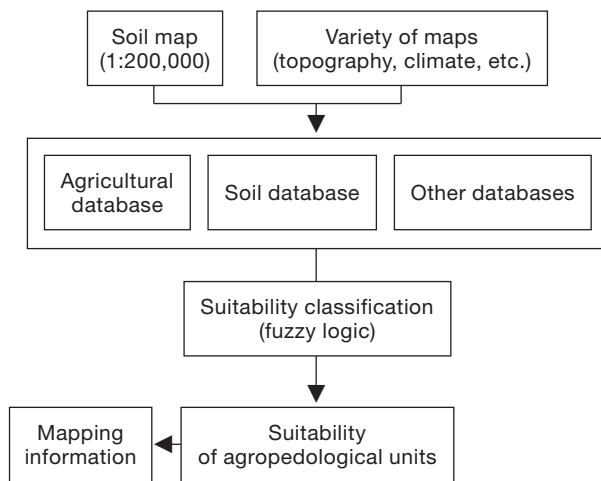 Soil map
(1:200,000)
Variety of maps
(topography, climate, etc.)
Agricultural
database
Soil database
Other databases
Suitability classification
(fuzzy logic)
Mapping
information
Suitability
of agropedological units